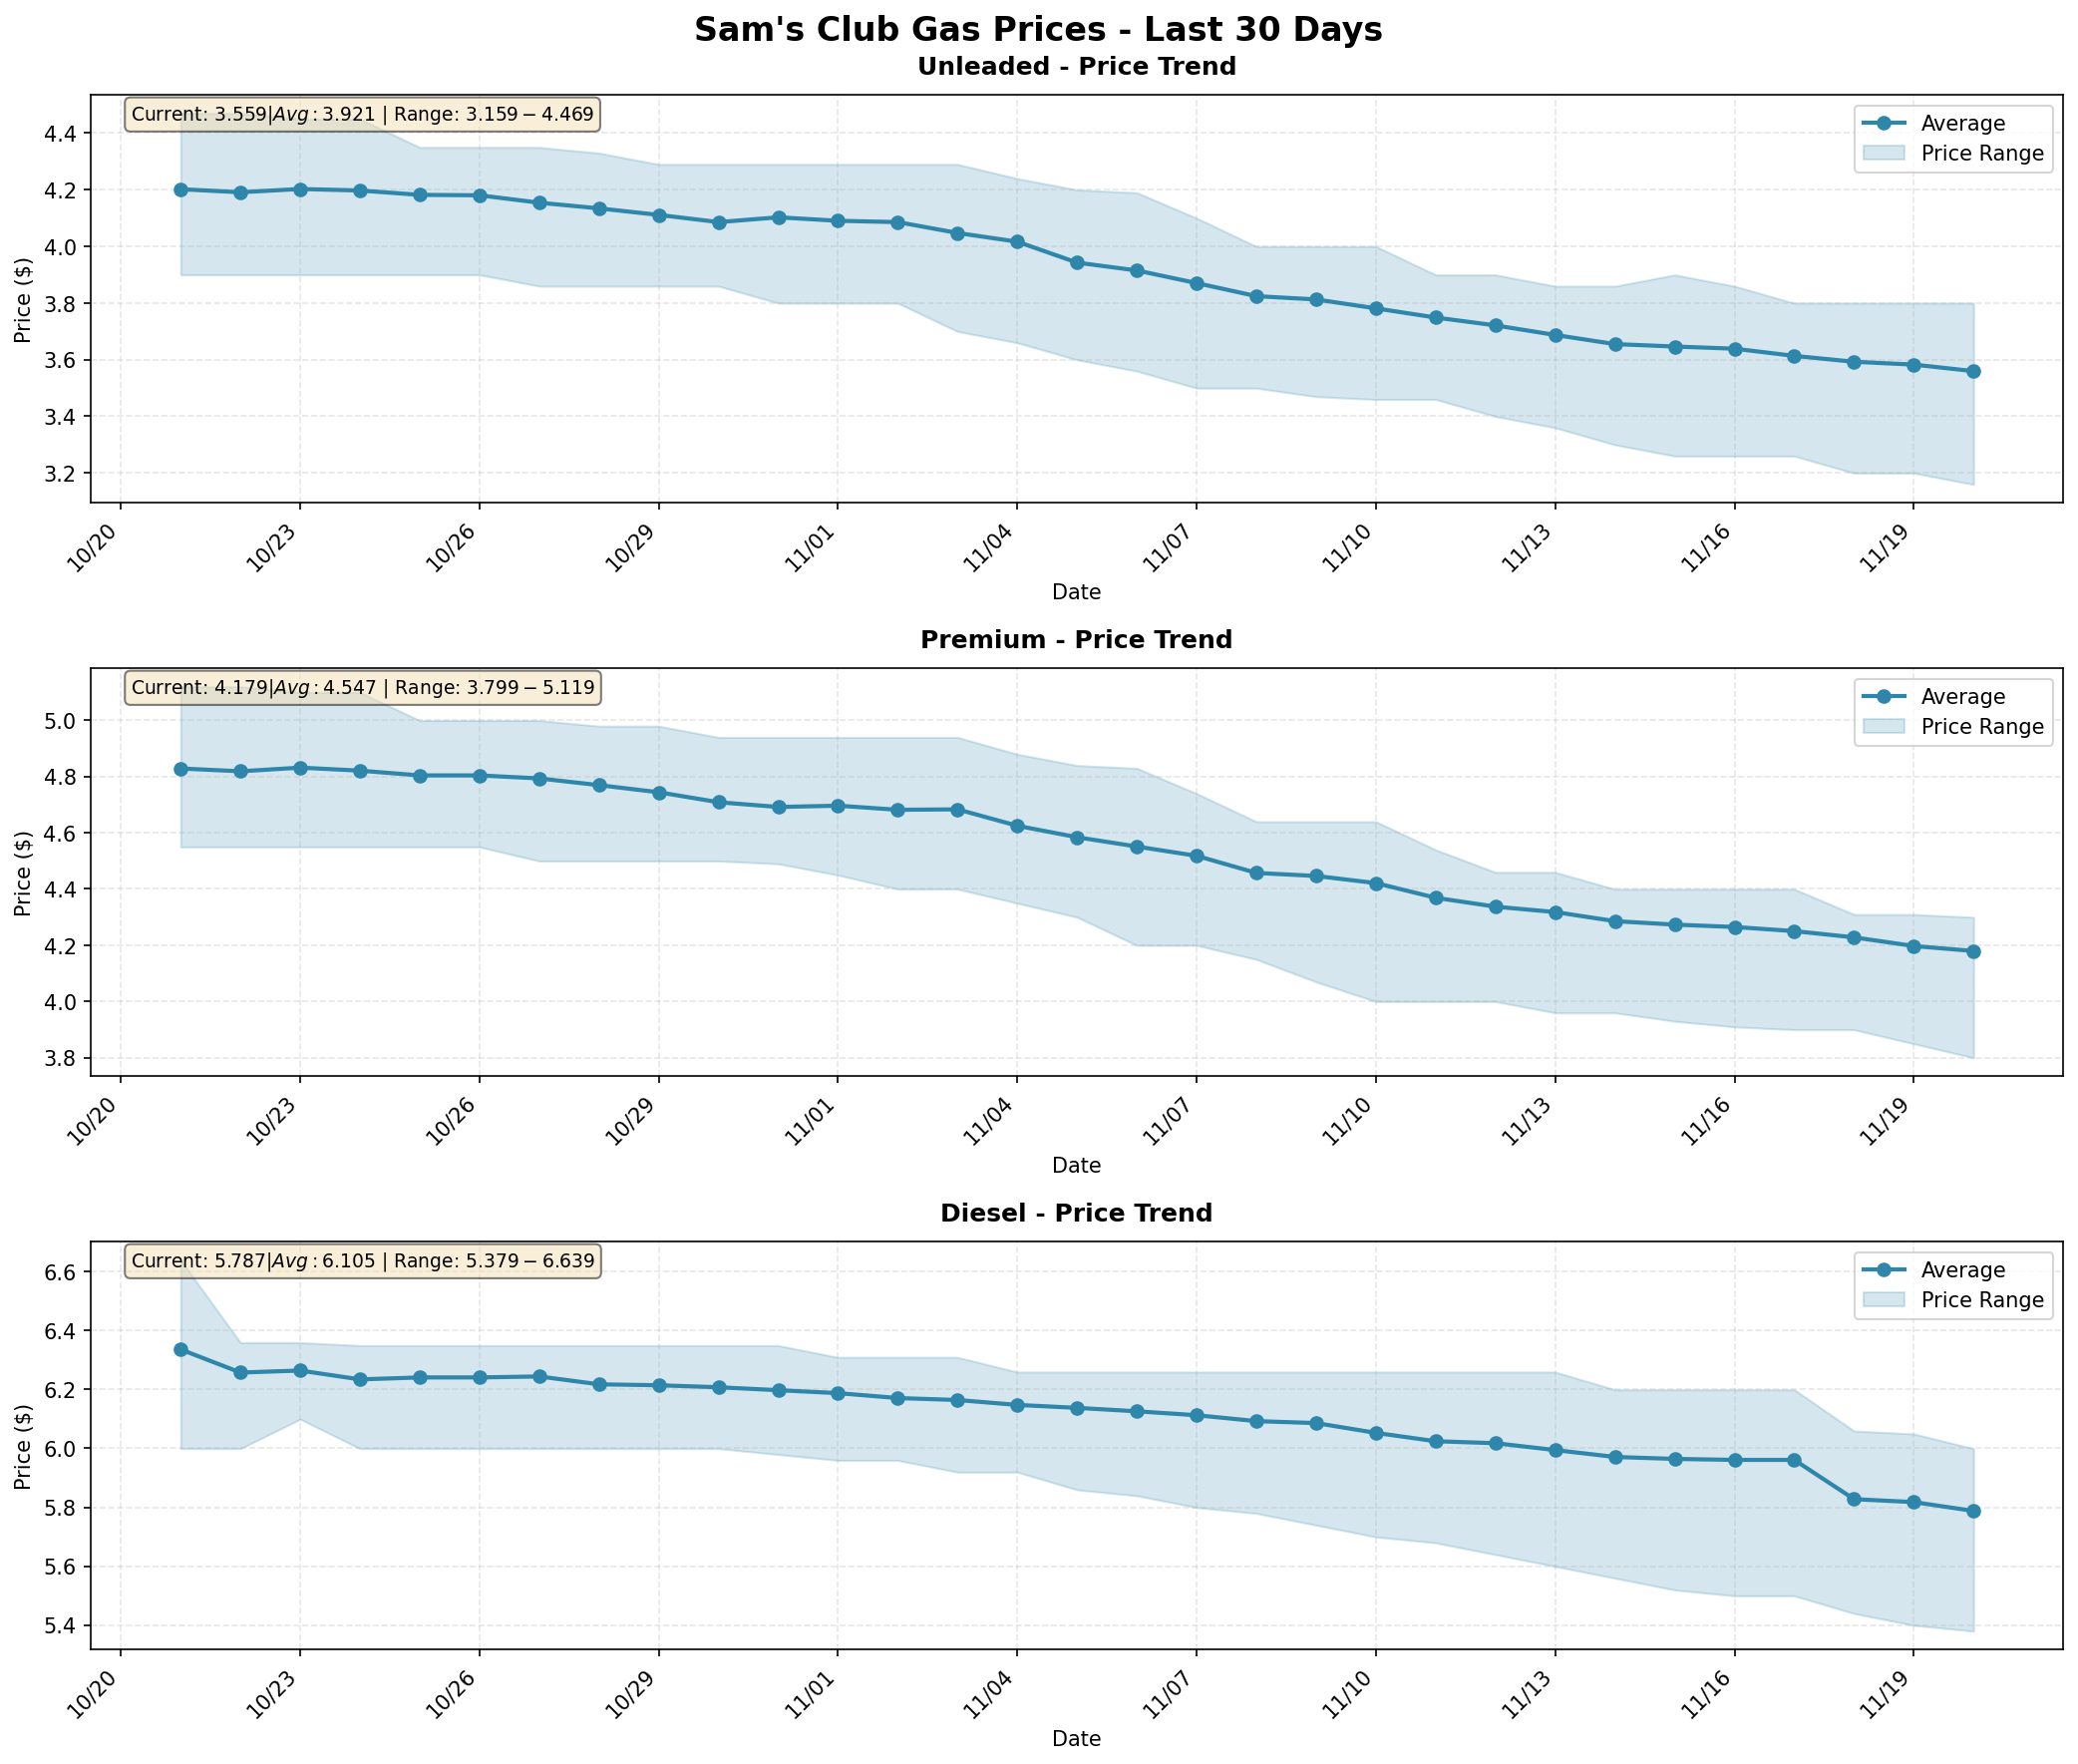 Sam's Club Gas Prices - Last 30 Days
Unleaded - Price Trend
Current: 3.559|Avg:3.921 | Range: 3.159−4.469
Average
Price Range
4.4
4.2
4.0
3.8
3.6
3.4
3.2
Price ($)
10/20 10/23 10/26 10/29 11/01 11/04 11/07 11/10 11/13 11/16 11/19
Date
Premium - Price Trend
Current: 4.179|Avg:4.547 | Range: 3.799−5.119
Average
Price Range
5.0
4.8
4.6
4.4
4.2
4.0
3.8
Price ($)
10/20 10/23 10/26 10/29 11/01 11/04 11/07 11/10 11/13 11/16 11/19
Date
Diesel - Price Trend
Current: 5.787|Avg:6.105 | Range: 5.379−6.639
Average
Price Range
6.6
6.4
6.2
6.0
5.8
5.6
5.4
Price ($)
10/20 10/23 10/26 10/29 11/01 11/04 11/07 11/10 11/13 11/16 11/19
Date